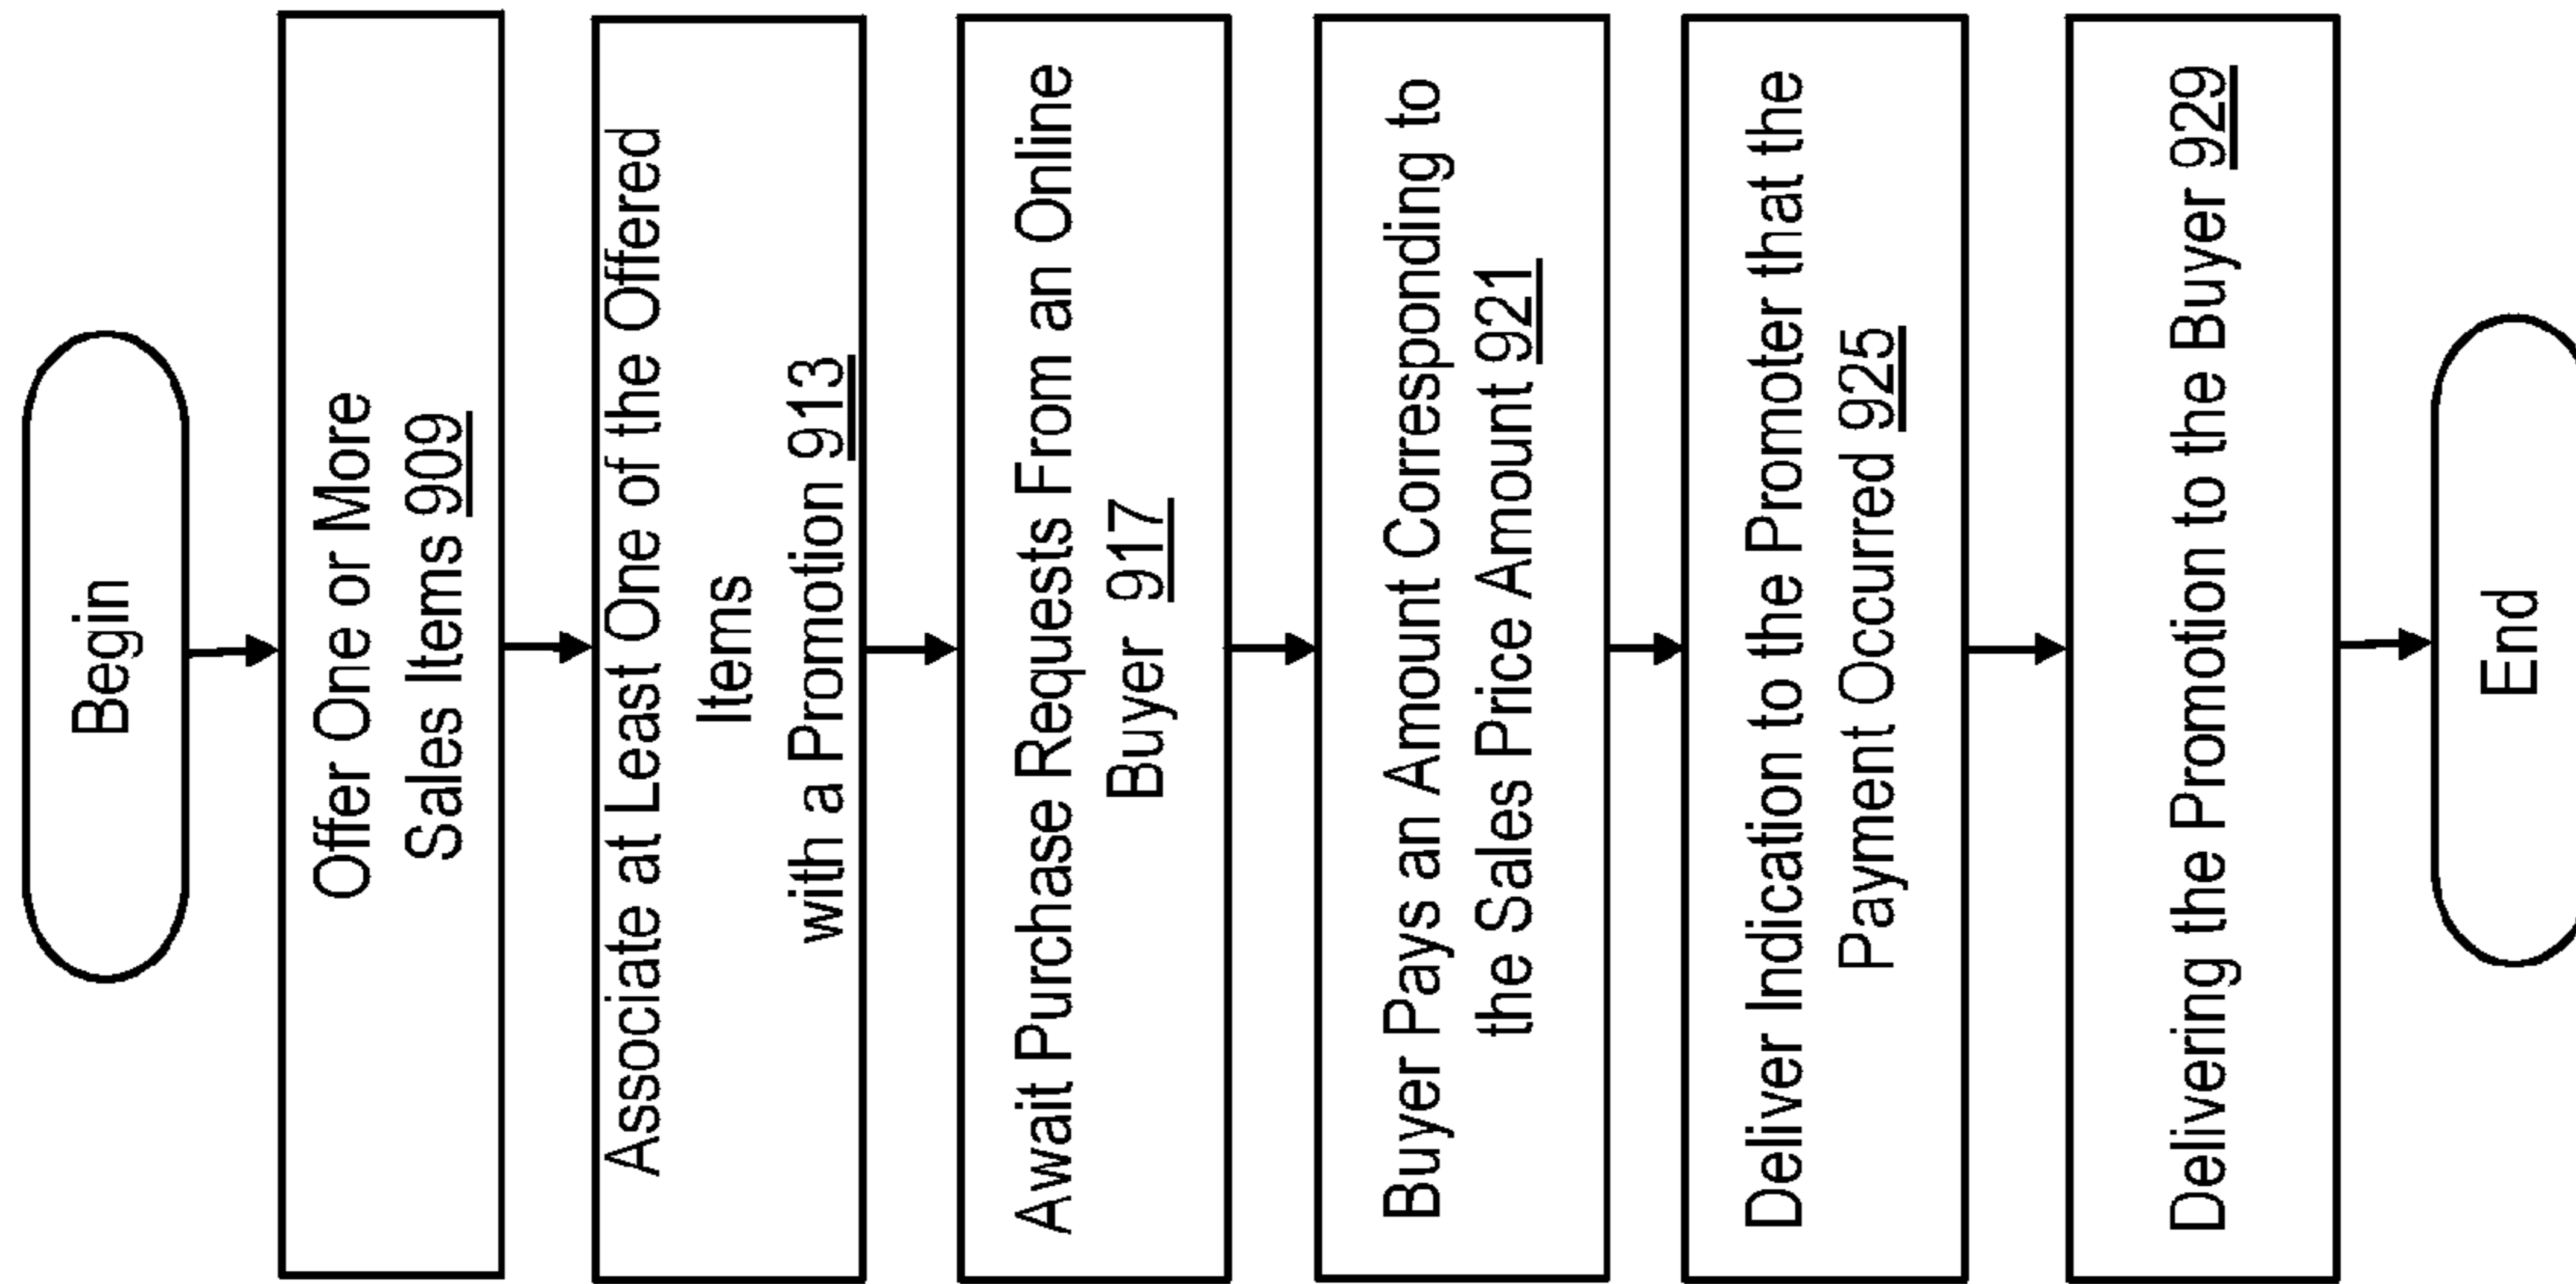 Begin
Offer One or More
Sales Items 909
Associate at Least One of the Offered
Items
with a Promotion 913
Await Purchase Requests From an Online
Buyer 917
Buyer Pays an Amount Corresponding to
the Sales Price Amount 921
Deliver Indication to the Promoter that the
Payment Occurred 925
Delivering the Promotion to the Buyer 929
End